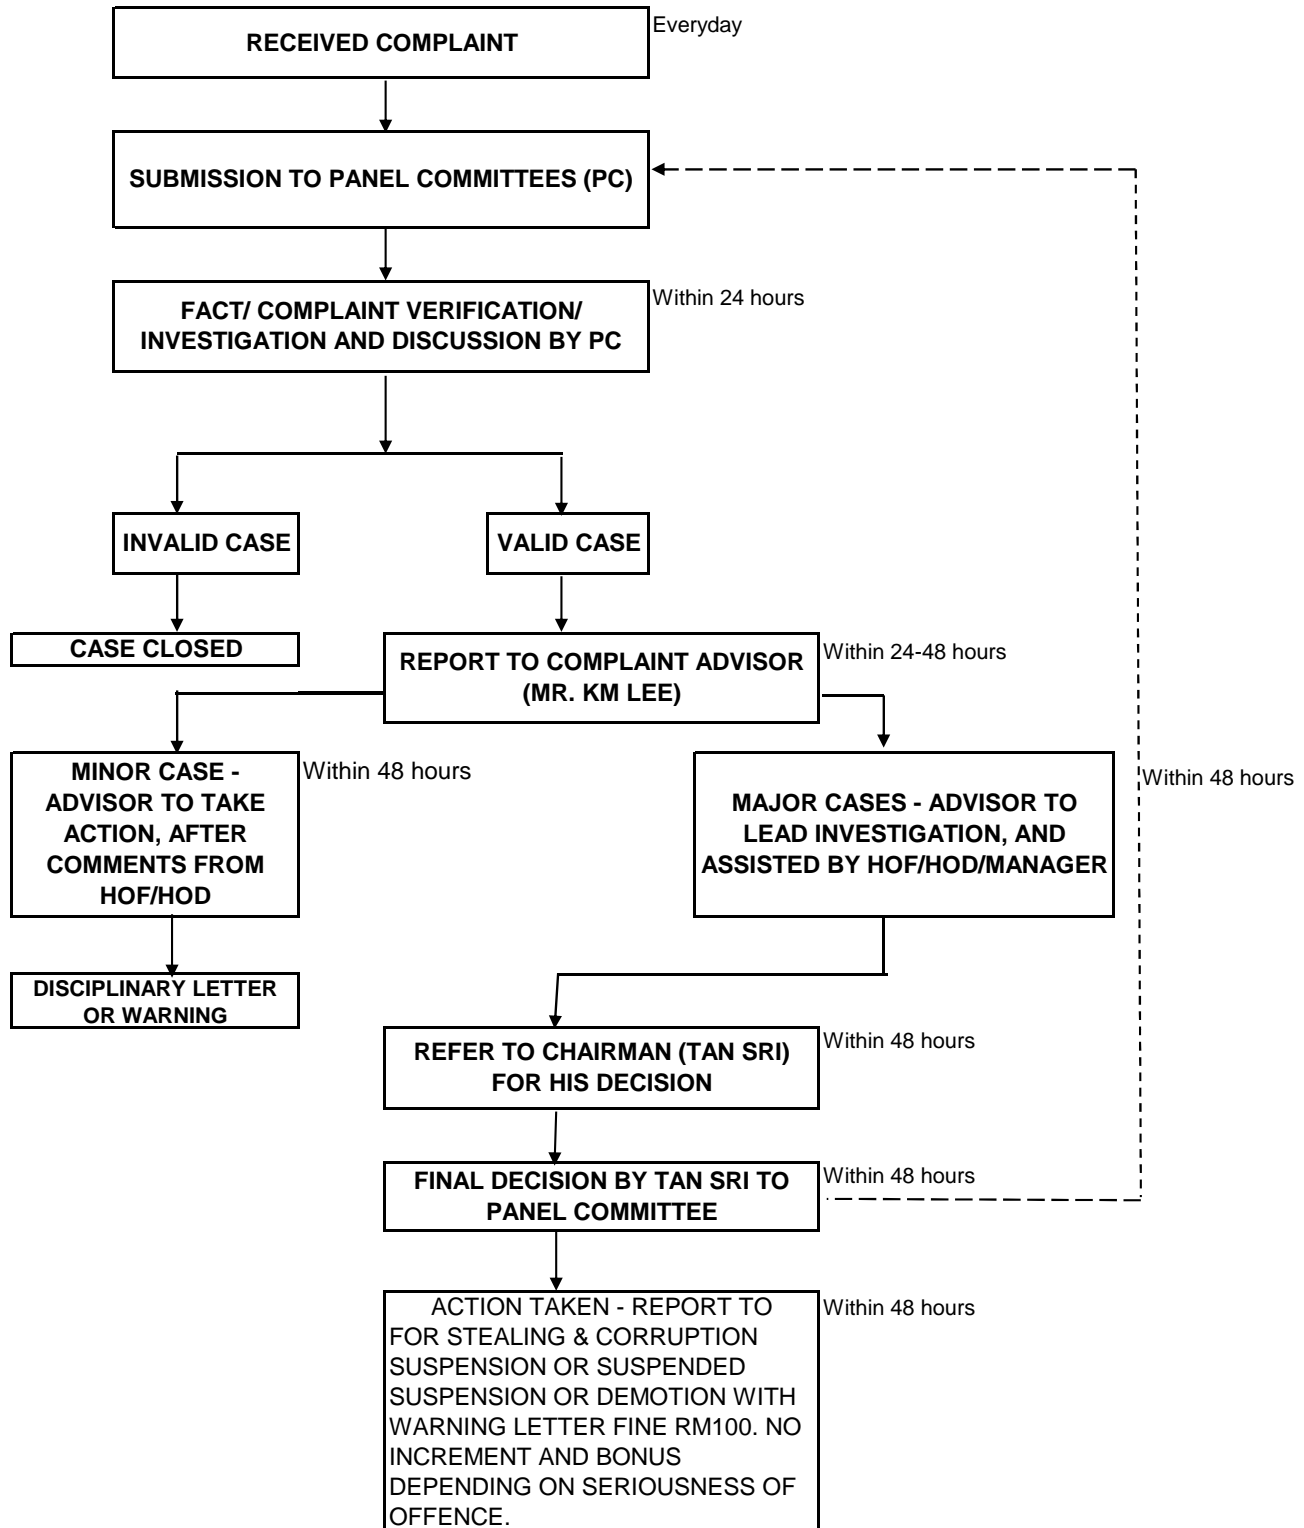 RECEIVED COMPLAINT
Everyday
SUBMISSION TO PANEL COMMITTEES (PC)
FACT/ COMPLAINT VERIFICATION/
INVESTIGATION AND DISCUSSION BY PC
Within 24 hours
INVALID CASE
VALID CASE
CASE CLOSED
REPORT TO COMPLAINT ADVISOR
(MR. KM LEE)
Within 24-48 hours
MINOR CASE -
ADVISOR TO TAKE
ACTION, AFTER
COMMENTS FROM
HOF/HOD
Within 48 hours
MAJOR CASES - ADVISOR TO
LEAD INVESTIGATION, AND
ASSISTED BY HOF/HOD/MANAGER
Within 48 hours
DISCIPLINARY LETTER
OR WARNING
REFER TO CHAIRMAN (TAN SRI)
FOR HIS DECISION
Within 48 hours
FINAL DECISION BY TAN SRI TO
PANEL COMMITTEE
Within 48 hours
ACTION TAKEN - REPORT TO
FOR STEALING & CORRUPTION
SUSPENSION OR SUSPENDED
SUSPENSION OR DEMOTION WITH
WARNING LETTER FINE RM100. NO
INCREMENT AND BONUS
DEPENDING ON SERIOUSNESS OF
OFFENCE.
Within 48 hours